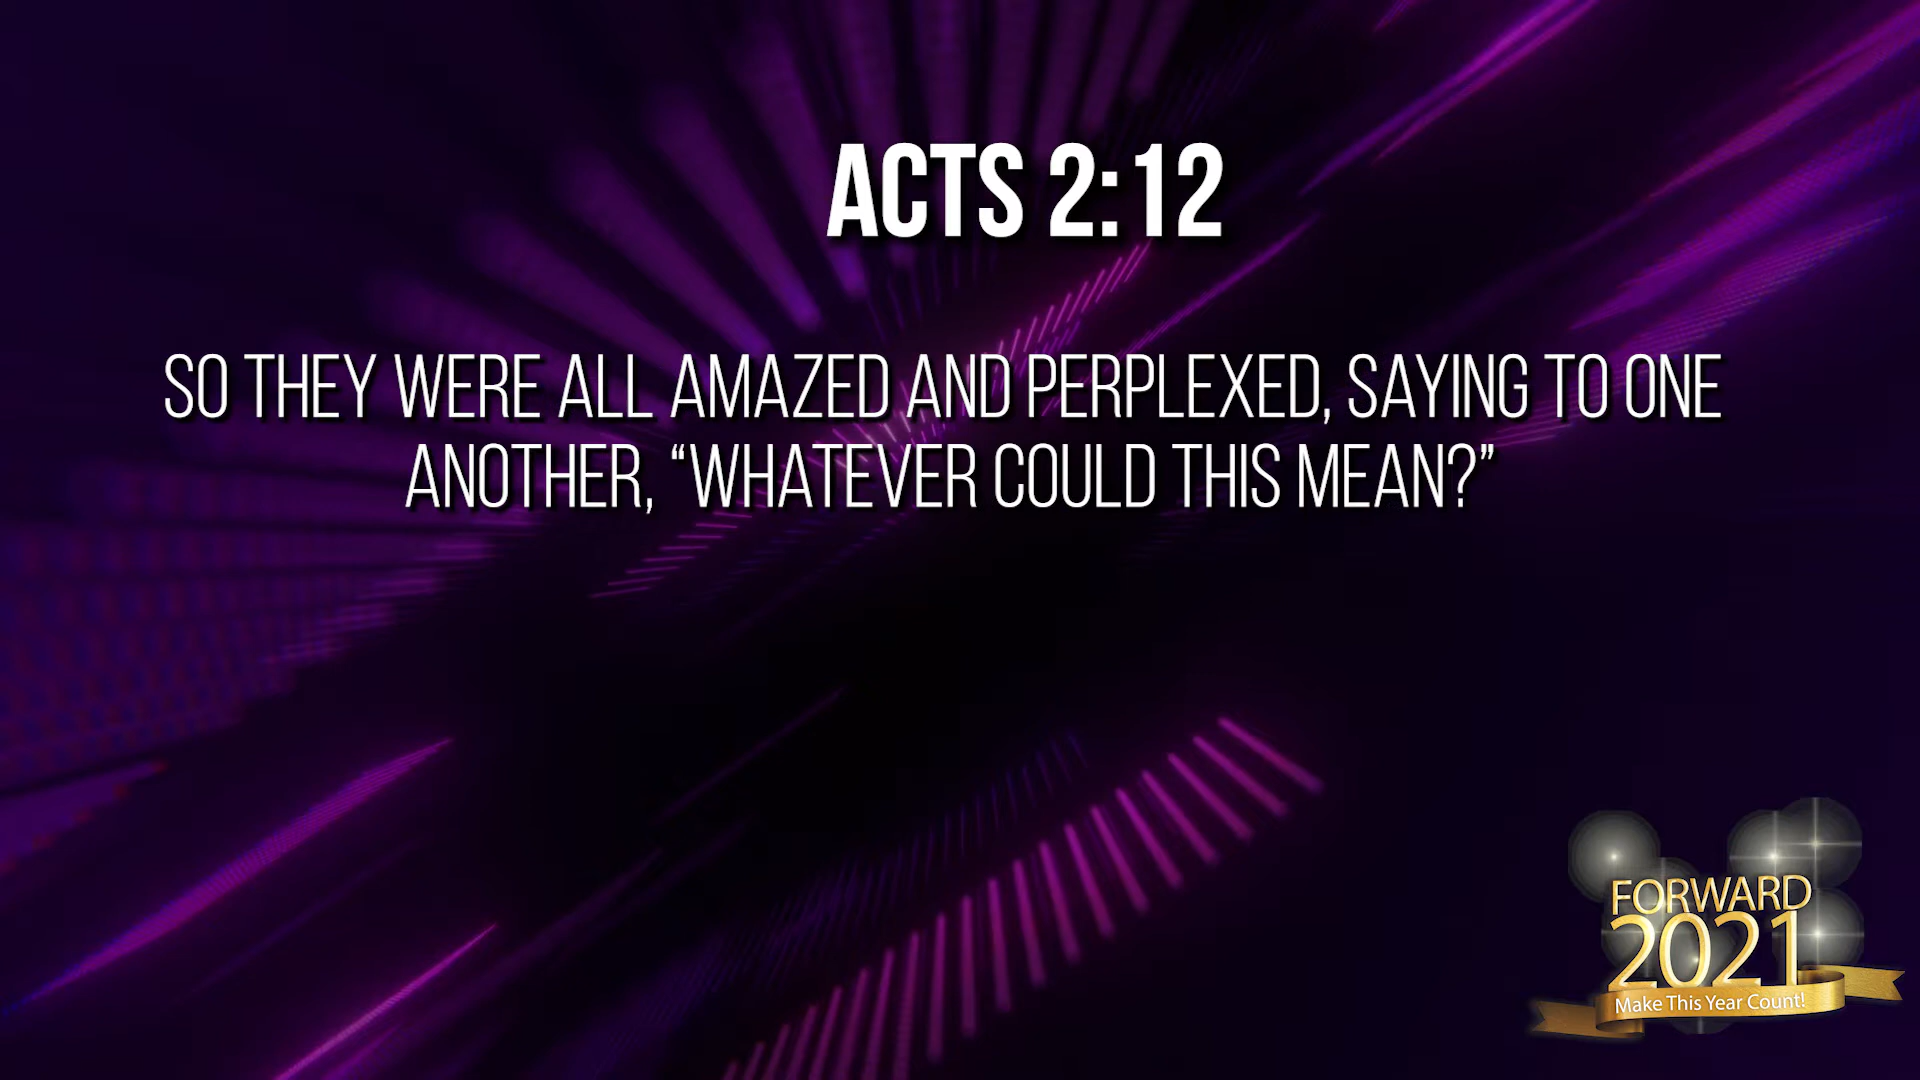 ACTS 2:12
SO THEY WERE ALL AMAZED AND PERPLEXED, SAYING TO ONE
ANOTHER, “WHATEVER COULD THIS MEAN?”
FORWARD
2021
Make This Year Count!